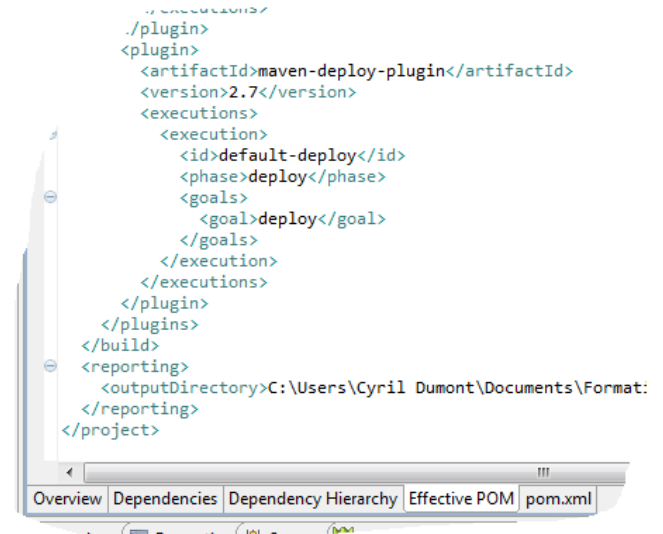 ./executions>
./plugin>
<plugin>
<artifactId>maven-deploy-plugin</artifactId>
<version>2.7</version>
<executions>
<execution>
<id>default-deploy</id>
<phase>deploy</phase>
<goals>
<goal>deploy</goal>
</goals>
</execution>
</executions>
</plugin>
</plugins>
</build>
<reporting>
<outputDirectory>C:\Users\Cyril Dumont\Documents\Formati
</reporting>
</project>
Overview Dependencies Dependency Hierarchy Effective POM pom.xml